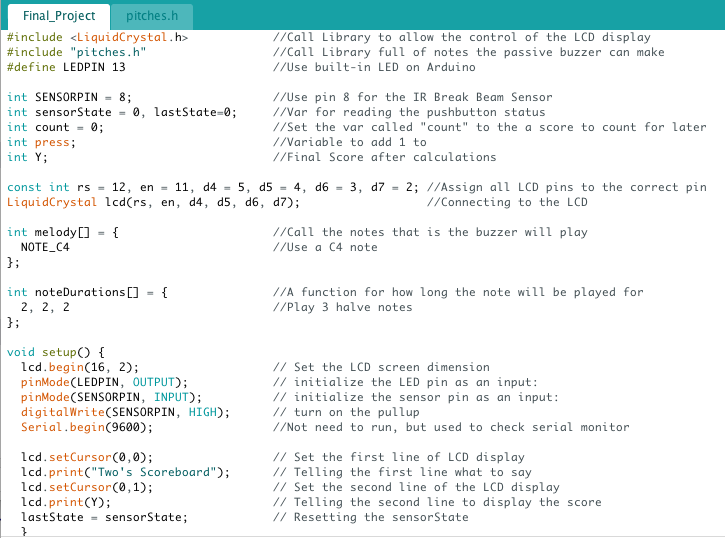 Final_Project pitches.h
#include <LiquidCrystal.h> //Call Library to allow the control of the LCD display
#include "pitches.h" //Call Library full of notes the passive buzzer can make
#define LEDPIN 13 //Use built-in LED on Arduino
int SENSORPIN = 8; //Use pin 8 for the IR Break Beam Sensor
int sensorState = 0, lastState=0; //Var for reading the pushbutton status
int count = 0; //Set the var called "count" to the a score to count for later
int press; //Variable to add 1 to
int Y; //Final Score after calculations
const int rs = 12, en = 11, d4 = 5, d5 = 4, d6 = 3, d7 = 2; //Assign all LCD pins to the correct pin
LiquidCrystal lcd(rs, en, d4, d5, d6, d7); //Connecting to the LCD
int melody[] = { //Call the notes that is the buzzer will play
NOTE_C4 //Use a C4 note
};
int noteDurations[] = { //A function for how long the note will be played for
2, 2, 2 //Play 3 halve notes
};
void setup() {
lcd.begin(16, 2); // Set the LCD screen dimension
pinMode(LEDPIN, OUTPUT); // initialize the LED pin as an input:
pinMode(SENSORPIN, INPUT); // initialize the sensor pin as an input:
digitalWrite(SENSORPIN, HIGH); // turn on the pullup
Serial.begin(9600); //Not need to run, but used to check serial monitor
lcd.setCursor(0,0); // Set the first line of LCD display
lcd.print("Two's Scoreboard"); // Telling the first line what to say
lcd.setCursor(0,1); // Set the second line of the LCD display
lcd.print(Y); // Telling the second line to display the score
lastState = sensorState; // Resetting the sensorState
}